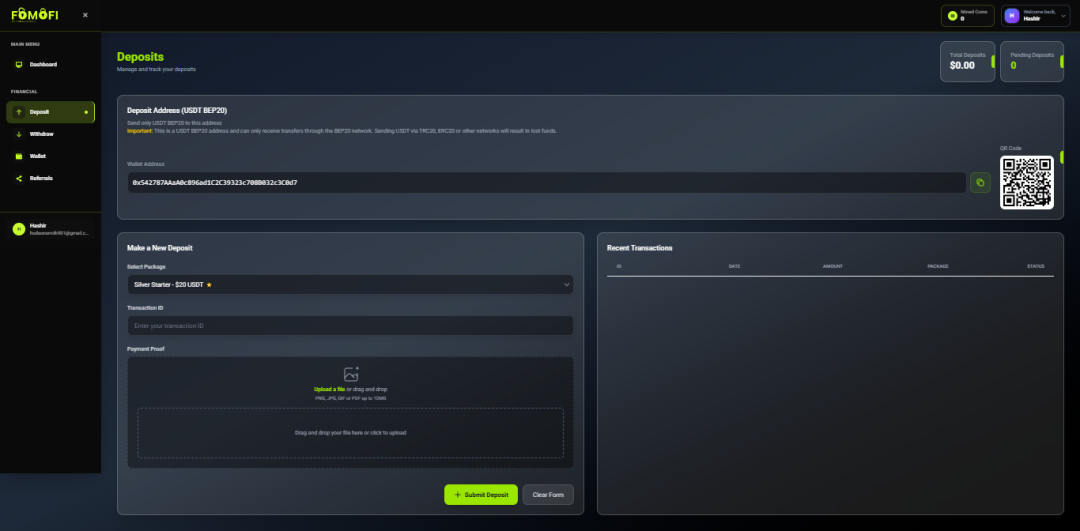 FOMOFI
Mined Coins
0
Welcome back,
Hashir
H
MAIN MENU
Dashboard
FINANCIAL
Deposit
Withdraw
Wallet
Referrals
H
Hashir
Deposits
Manage and track your deposits
Total Deposits
$0.00
Pending Deposits
0
Deposit Address (USDT BEP20)
Send only USDT BEP20 to this address
Important: This is a USDT BEP20 address and can only receive transfers through the BEP20 network. Sending USDT via TRC20, ERC20 or other networks will result in lost funds.
Wallet Address
QR Code
Make a New Deposit
Select Package
Silver Starter - $20 USDT ⭐
Transaction ID
Enter your transaction ID
Payment Proof
Upload a file or drag and drop
PNG, JPG, GIF or PDF up to 10MB
Drag and drop your file here or click to upload
Submit Deposit
Clear Form
Recent Transactions
ID DATE AMOUNT PACKAGE STATUS